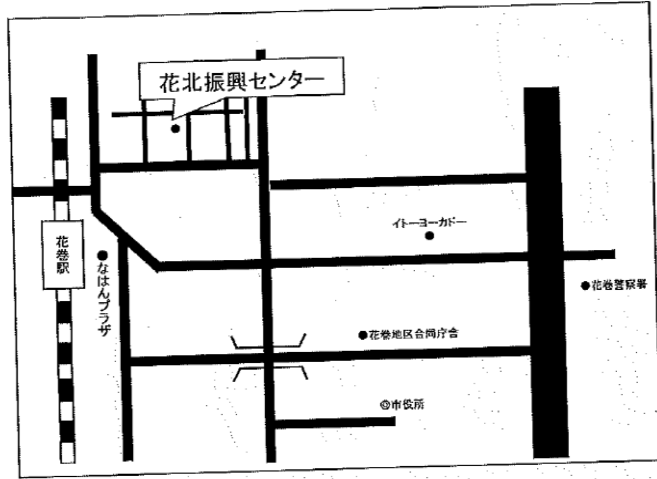 花北振興センター
イトーヨーカドー
花巻駅
●なはんプラザ
●花巻警察署
●花巻地区合同庁舎
◎市役所